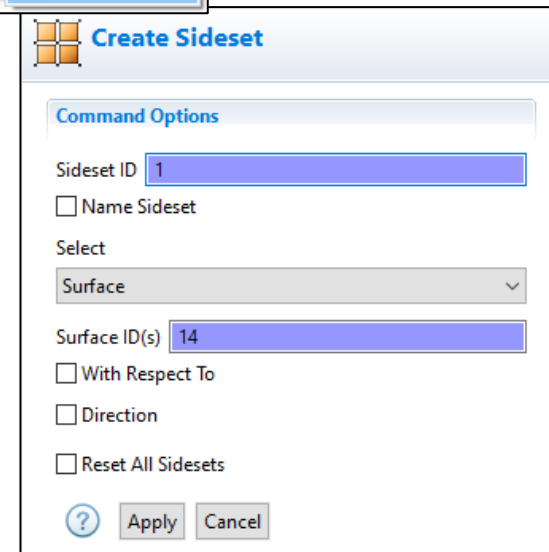 Create Sideset
Command Options
Sideset ID 1
Name Sideset
Select
Surface
Surface ID(s) 14
With Respect To
Direction
Reset All Sidesets
? Apply Cancel